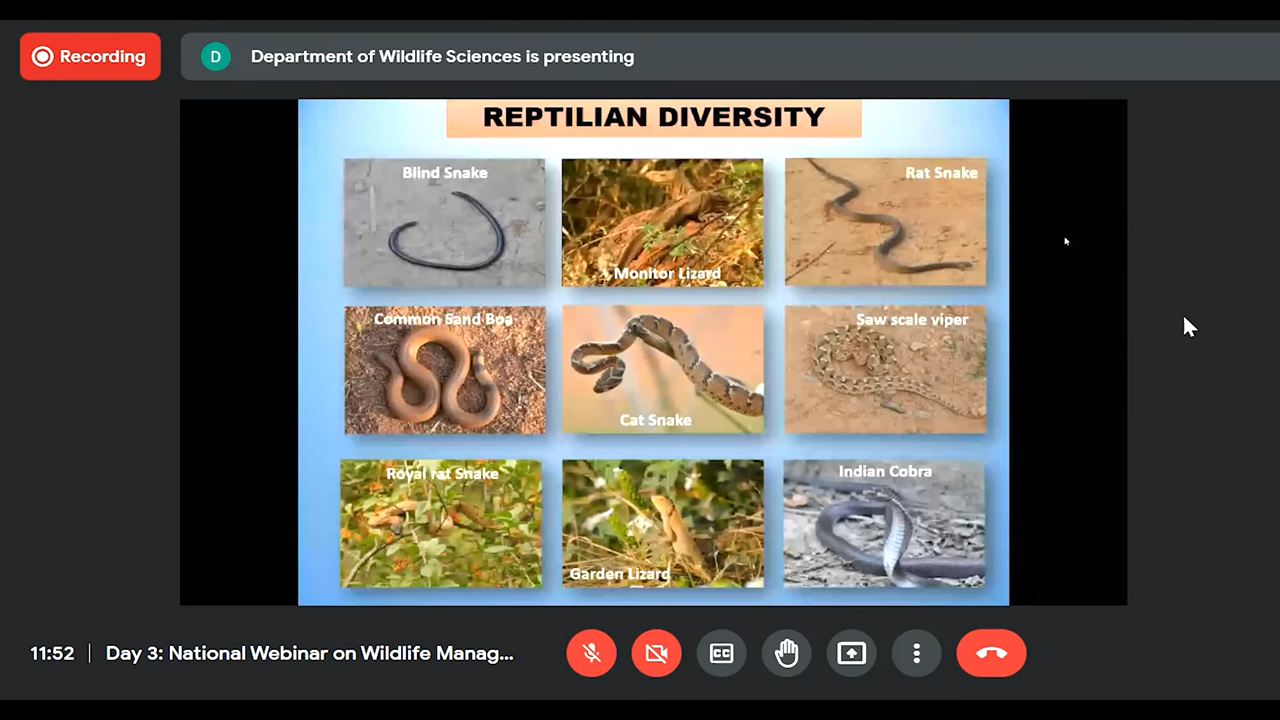 Recording
D
Department of Wildlife Sciences is presenting
REPTILIAN DIVERSITY
Blind Snake
Monitor Lizard
Rat Snake
Common Sand Boa
Cat Snake
Saw scale viper
Royal rat Snake
Garden Lizard
Indian Cobra
11:52
Day 3: National Webinar on Wildlife Manag...
CC